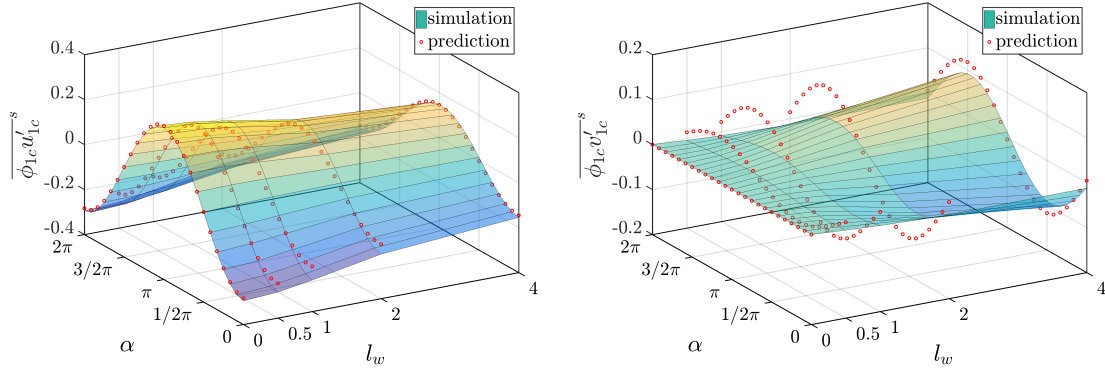 simulation
prediction
0.4
0.2
0
-0.2
-0.4
2π
3/2π
π
1/2π
0
0
0.5
1
2
4
α
l_w
\overline{ϕ_{1c}u'_{1c}}^s
simulation
prediction
0.2
0.1
0
-0.1
-0.2
2π
3/2π
π
1/2π
0
0
0.5
1
2
4
α
l_w
\overline{ϕ_{1c}v'_{1c}}^s